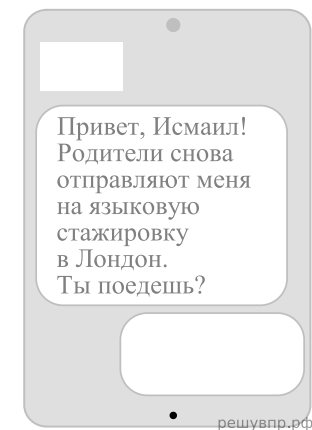 Привет, Исмаил!
Родители снова
отправляют меня
на языковую
стажировку
в Лондон.
Ты поедешь?
решувпр.рф